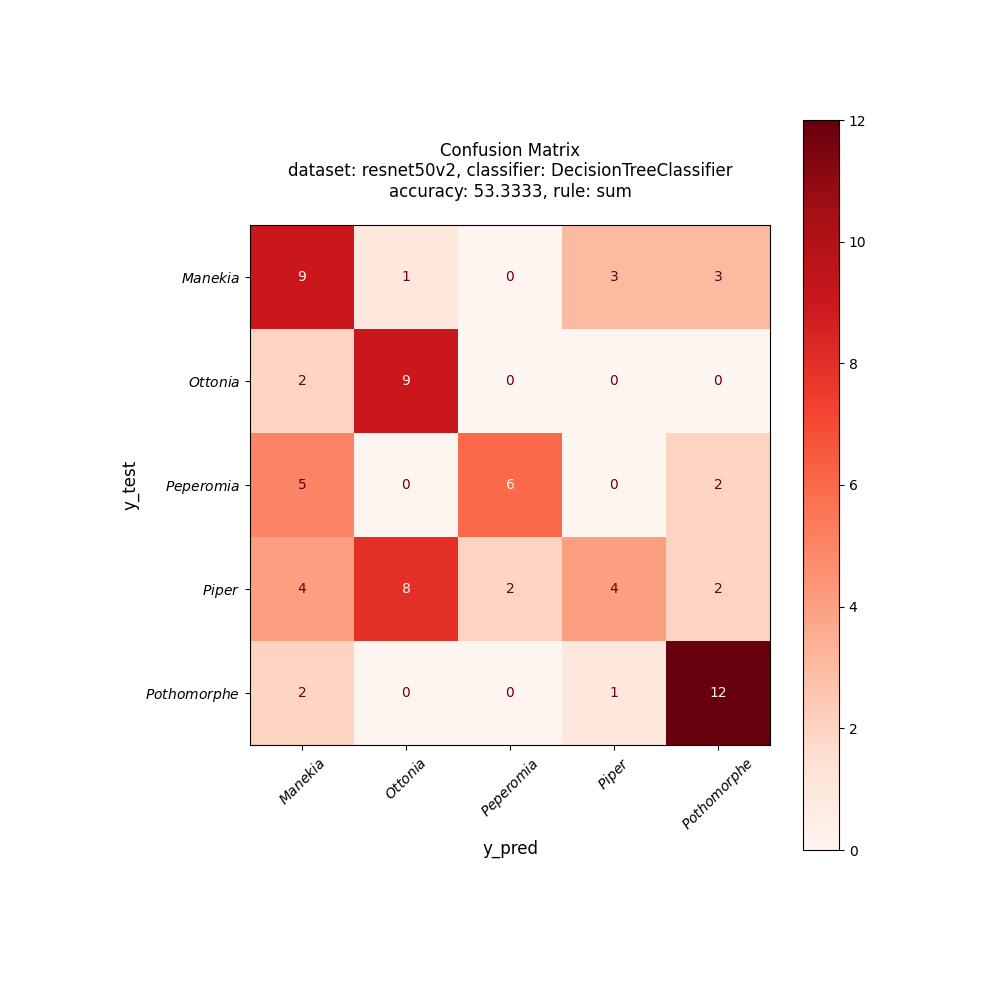 Confusion Matrix
dataset: resnet50v2, classifier: DecisionTreeClassifier
accuracy: 53.3333, rule: sum
12
10
8
6
4
2
0
y_test
Manekia 9 1 0 3 3
Ottonia 2 9 0 0 0
Peperomia 5 0 6 0 2
Piper 4 8 2 4 2
Pothomorphe 2 0 0 1 12
Manekia Ottonia Peperomia Piper Pothomorphe
y_pred